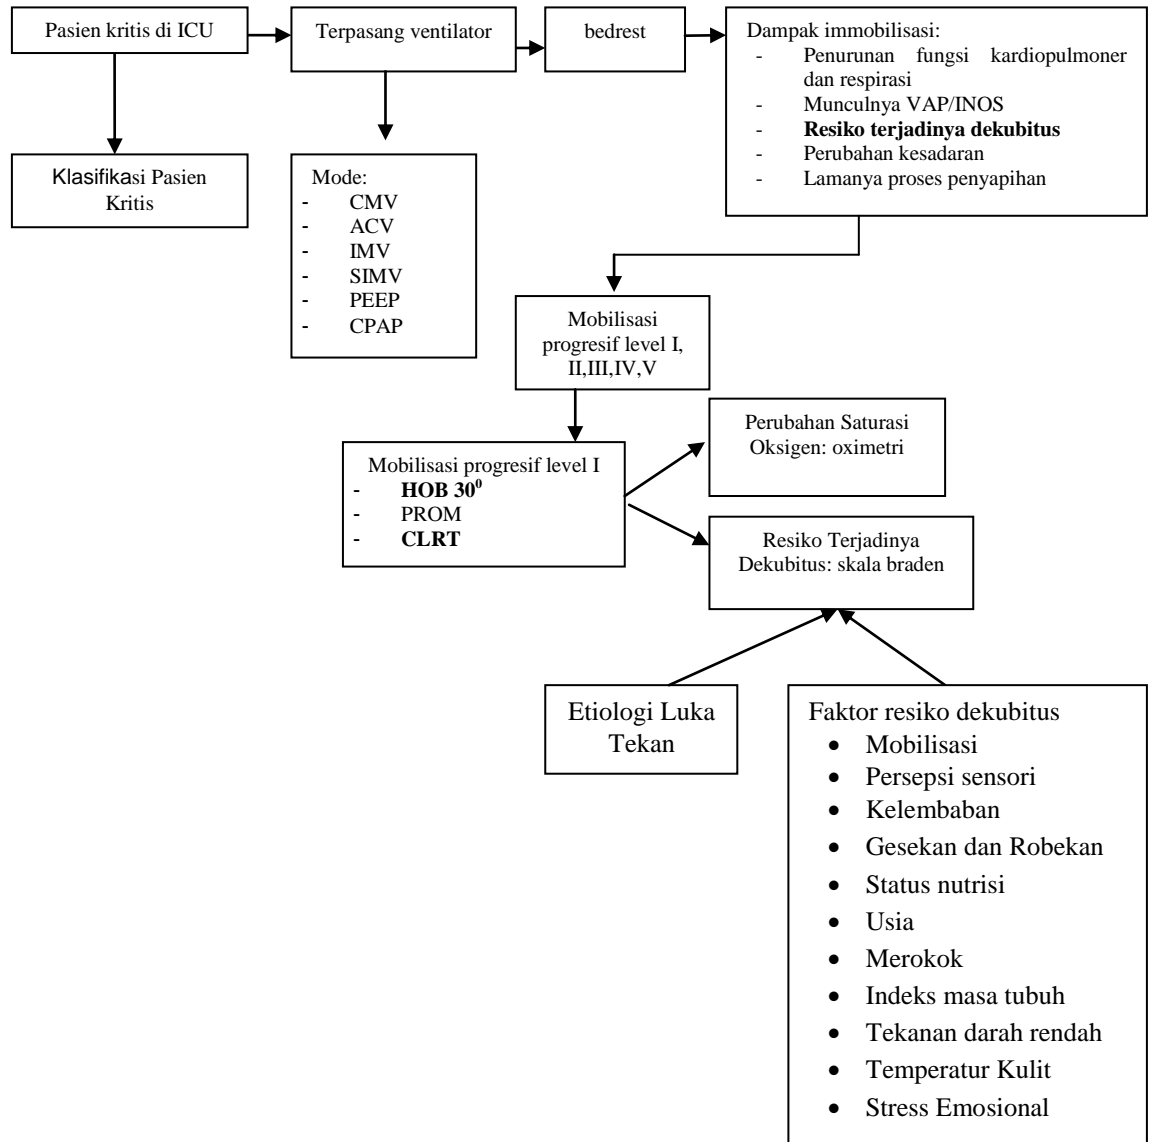 Pasien kritis di ICU
Terpasang ventilator
bedrest
Dampak immobilisasi:
- Penurunan fungsi kardiopulmoner
dan respirasi
- Munculnya VAP/INOS
- Resiko terjadinya dekubitus
- Perubahan kesadaran
- Lamanya proses penyapihan
Klasifikasi Pasien
Kritis
Mode:
- CMV
- ACV
- IMV
- SIMV
- PEEP
- CPAP
Mobilisasi
progresif level I,
II,III,IV,V
Mobilisasi progresif level I
- HOB 30⁰
- PROM
- CLRT
Perubahan Saturasi
Oksigen: oximetri
Resiko Terjadinya
Dekubitus: skala braden
Etiologi Luka
Tekan
Faktor resiko dekubitus
• Mobilisasi
• Persepsi sensori
• Kelembaban
• Gesekan dan Robekan
• Status nutrisi
• Usia
• Merokok
• Indeks masa tubuh
• Tekanan darah rendah
• Temperatur Kulit
• Stress Emosional